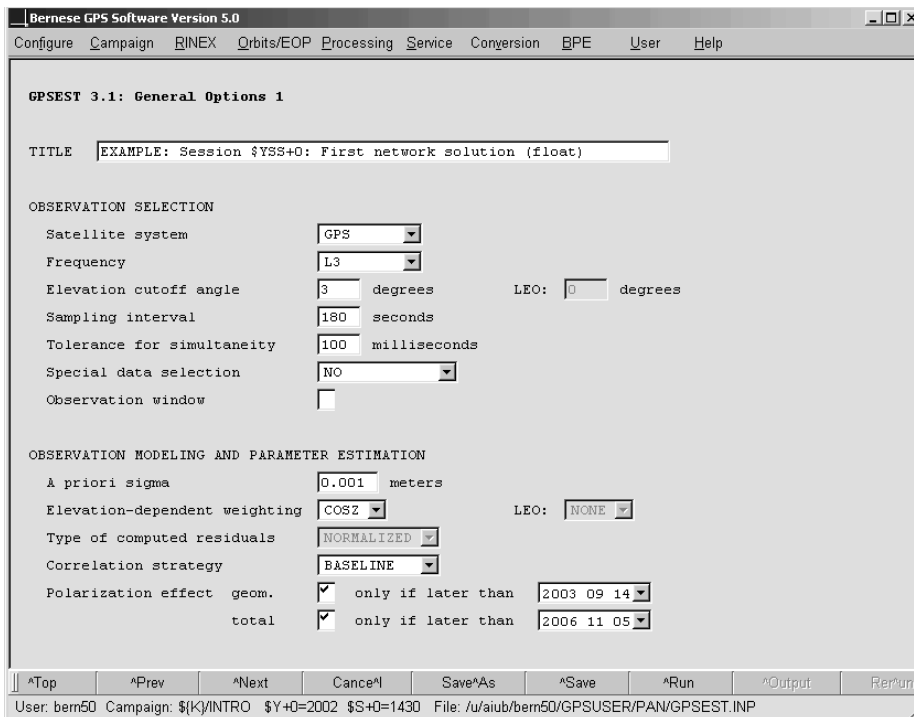 Bernese GPS Software Version 5.0
Configure Campaign RINEX Orbits/EOP Processing Service Conversion BPE User Help
GPSEST 3.1: General Options 1
TITLE EXAMPLE: Session $YSS+0: First network solution (float)
OBSERVATION SELECTION
Satellite system GPS
Frequency L3
Elevation cutoff angle 3 degrees LEO: 0 degrees
Sampling interval 180 seconds
Tolerance for simultaneity 100 milliseconds
Special data selection NO
Observation window
OBSERVATION MODELING AND PARAMETER ESTIMATION
A priori sigma 0.001 meters
Elevation-dependent weighting COSZ LEO: NONE
Type of computed residuals NORMALIZED
Correlation strategy BASELINE
Polarization effect geom. only if later than 2003 09 14
total only if later than 2006 11 05
^Top ^Prev ^Next Cance^l Save^As ^Save ^Run ^Output Rer^un
User: bern50 Campaign: ${K}/INTRO $Y+0=2002 $S+0=1430 File: /u/aiub/bern50/GPSUSER/PAN/GPSEST.INP